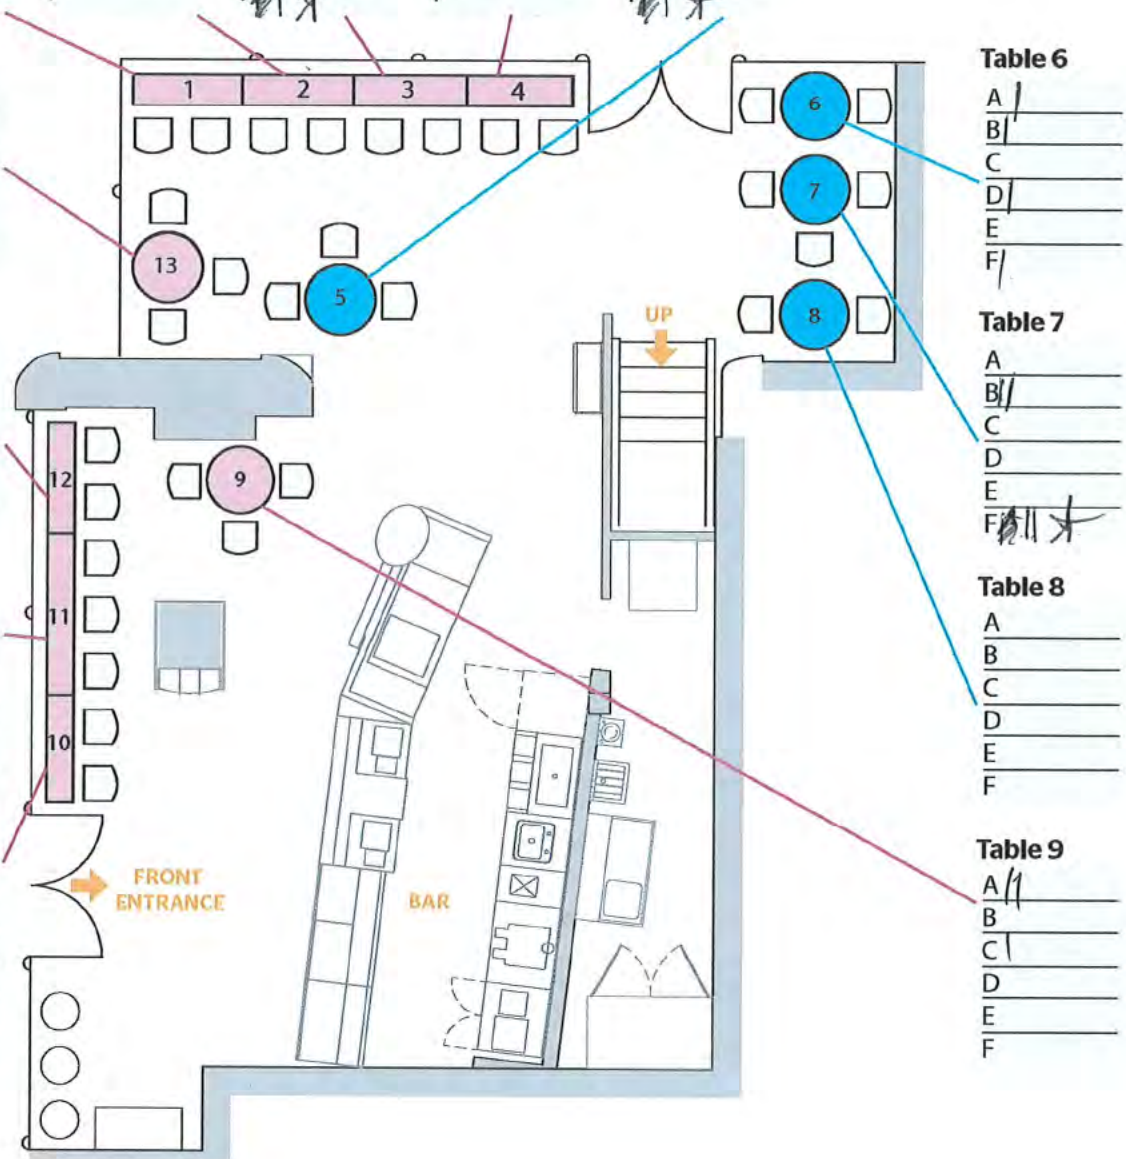 1 2 3 4
6
7
13
5
8
UP
12
9
11
10
FRONT
ENTRANCE
BAR
Table 6
A |
B |
C
D |
E
F |
Table 7
A
B ||
C
D
E
F
Table 8
A
B
C
D
E
F
Table 9
A ||
B
C |
D
E
F